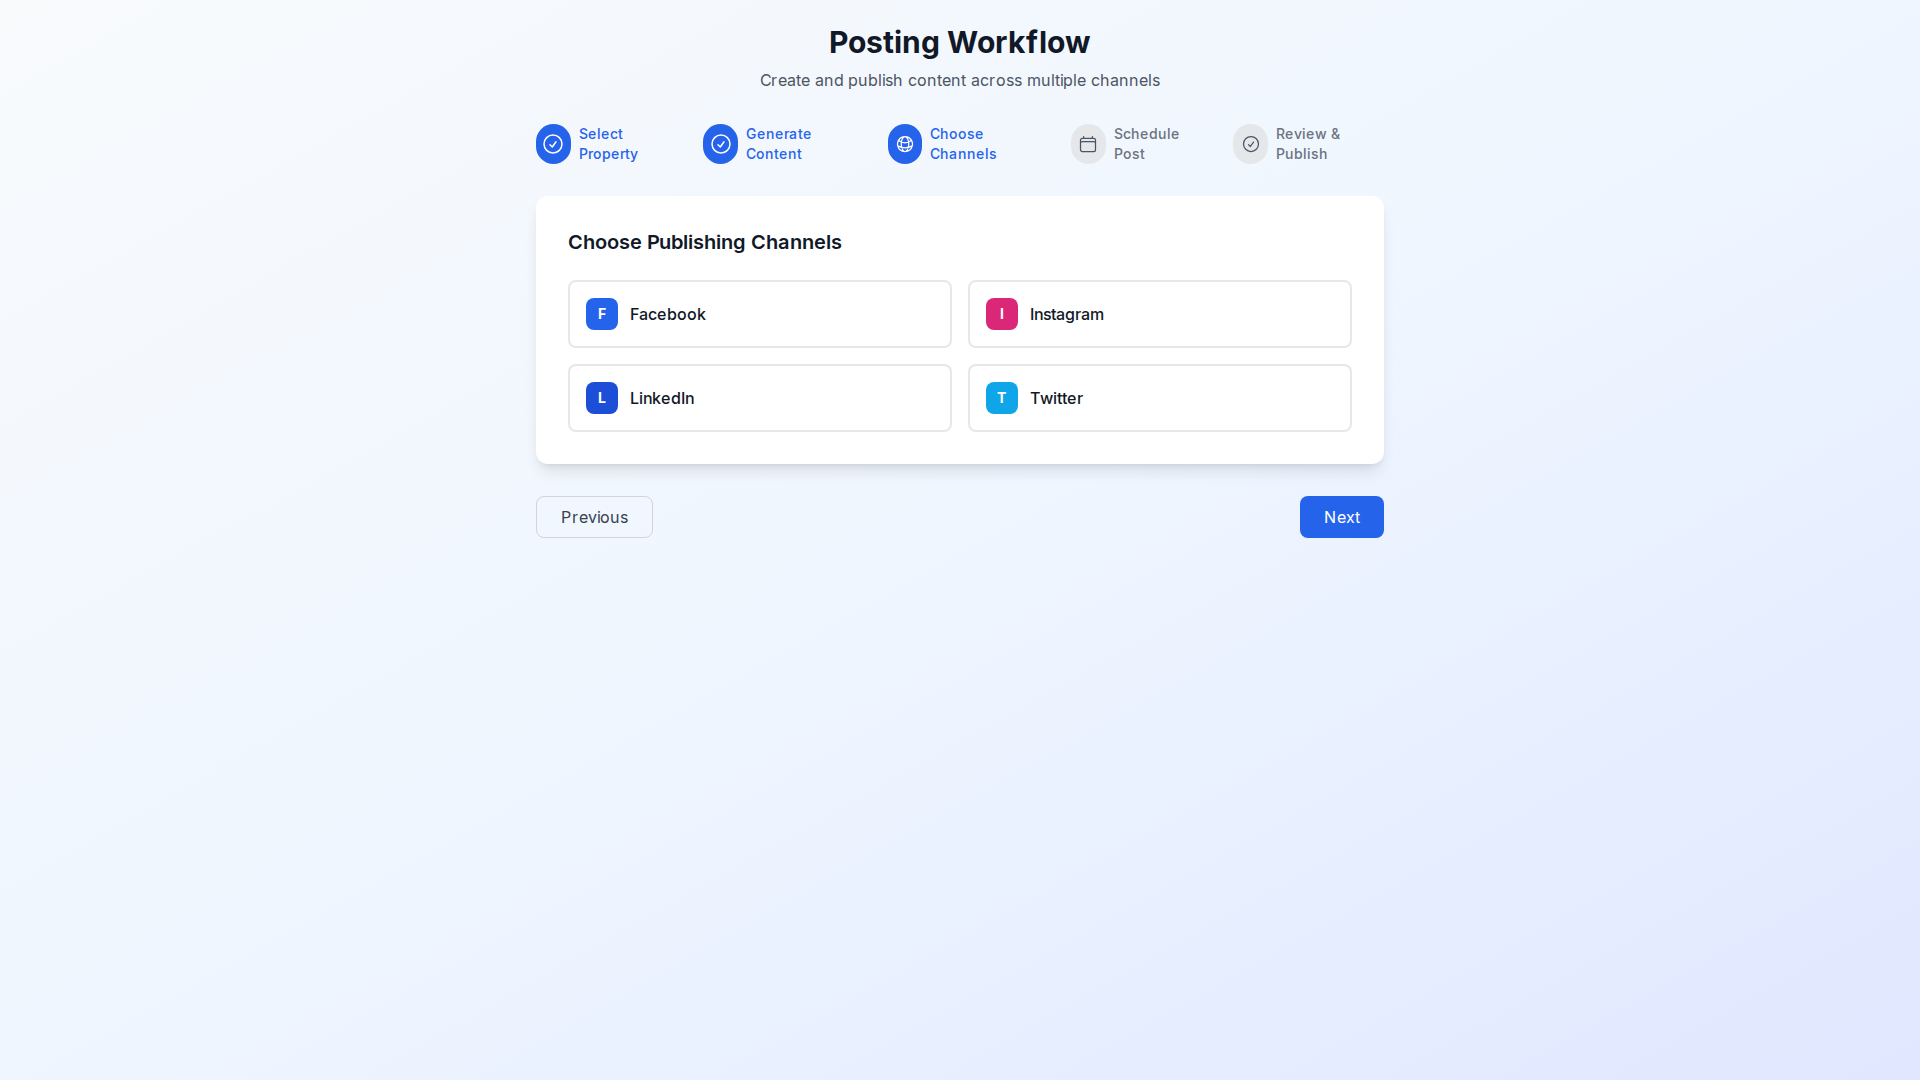 Posting Workflow
Create and publish content across multiple channels
Select
Property
Generate
Content
Choose
Channels
Schedule
Post
Review &
Publish
Choose Publishing Channels
F Facebook
I Instagram
L LinkedIn
T Twitter
Previous
Next